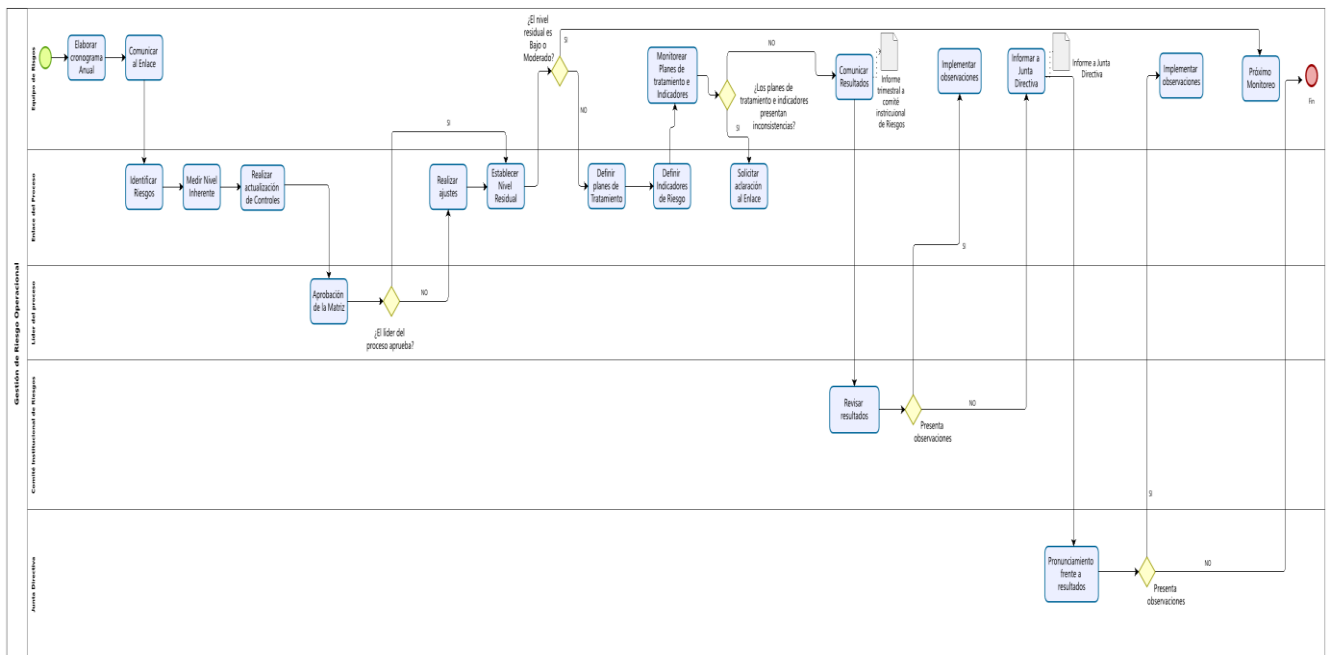 Gestión de Riesgo Operacional
Equipo de Riesgos
Elaborar
cronograma
Anual
Comunicar
al Enlace
¿El nivel
residual es
Bajo o
Moderado?
SI
NO
Monitorear
Planes de
tratamiento e
Indicadores
NO
¿Los planes de
tratamiento e indicadores
presentan
inconsistencias?
SI
Comunicar
Resultados
Informe
trimestral a
comité
instricuional
de Riesgos
Implementar
observaciones
Informar a
Junta
Directiva
Informe a Junta
Directiva
Implementar
observaciones
Próximo
Monitoreo
Fin
Enlace del Proceso
SI
Identificar
Riesgos
Medir Nivel
Inherente
Realizar
actualización
de Controles
Realizar
ajustes
Establecer
Nivel
Residual
Definir
planes de
Tratamiento
Definir
Indicadores
de Riesgo
Solicitar
aclaración
al Enlace
SI
Líder del proceso
Aprobación
de la Matriz
NO
¿El líder del
proceso aprueba?
Comité Institucional de Riesgos
Revisar
resultados
NO
Presenta
observaciones
Junta Directiva
SI
Pronunciamiento
frente a
resultados
NO
Presenta
observaciones